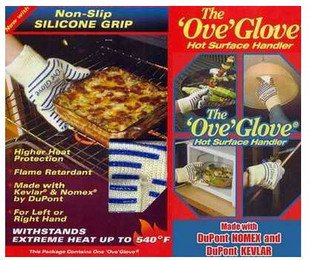 Now with
Non-Slip
SILICONE GRIP
Higher Heat
Protection
Flame Retardant
Made with
Kevlar® & Nomex®
by DuPont
For Left or
Right Hand
WITHSTANDS
EXTREME HEAT UP TO 540°F
This Package Contains One 'Ove' Glove®
The
'Ove' Glove®
Hot Surface Handler
The
'Ove' Glove®
Hot Surface Handler
Made with
DuPont NOMEX and
DuPont KEVLAR